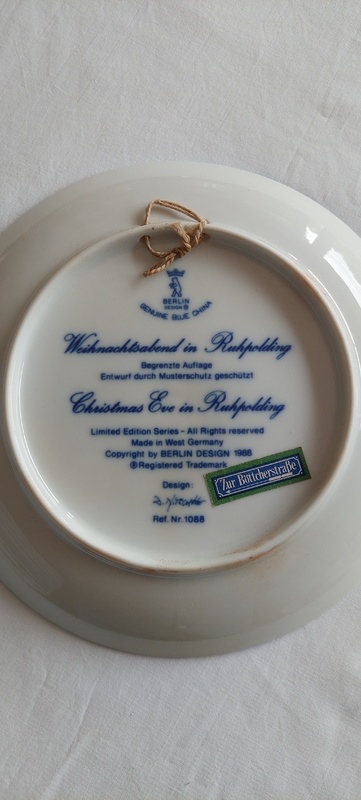 BERLIN
DESIGN ®
GENUINE BLUE CHINA
Weihnachtsabend in Ruhpolding
Begrenzte Auflage
Entwurf durch Musterschutz geschützt
Christmas Eve in Ruhpolding
Limited Edition Series - All Rights reserved
Made in West Germany
Copyright by BERLIN DESIGN 1988
®Registered Trademark
Zur Böttcherstraße
Design:
Ref. Nr. 1088